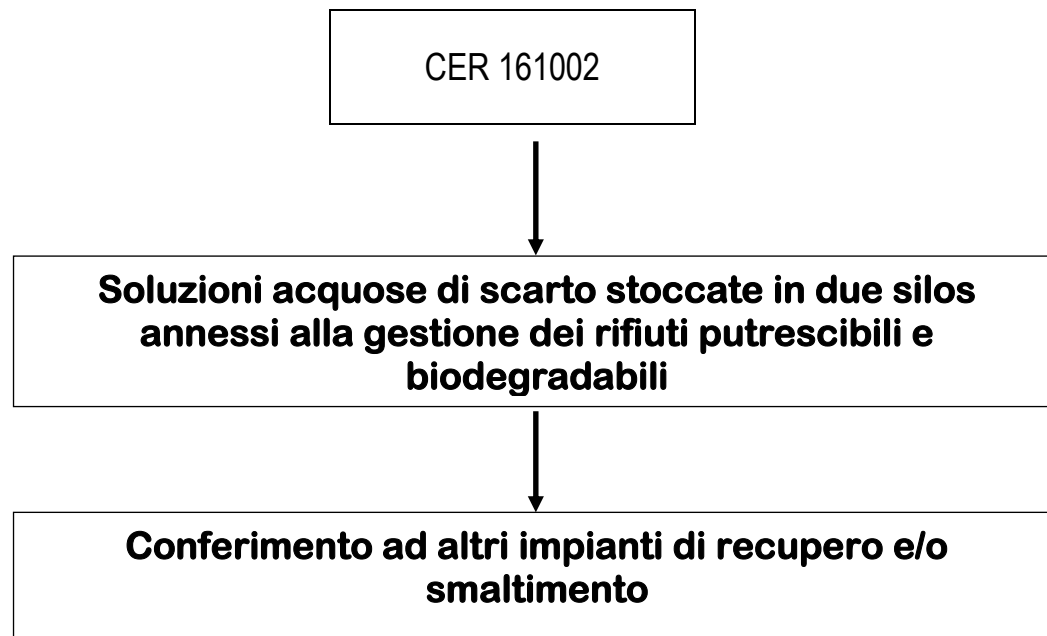 CER 161002
Soluzioni acquose di scarto stoccate in due silos
annessi alla gestione dei rifiuti putrescibili e
biodegradabili
Conferimento ad altri impianti di recupero e/o
smaltimento